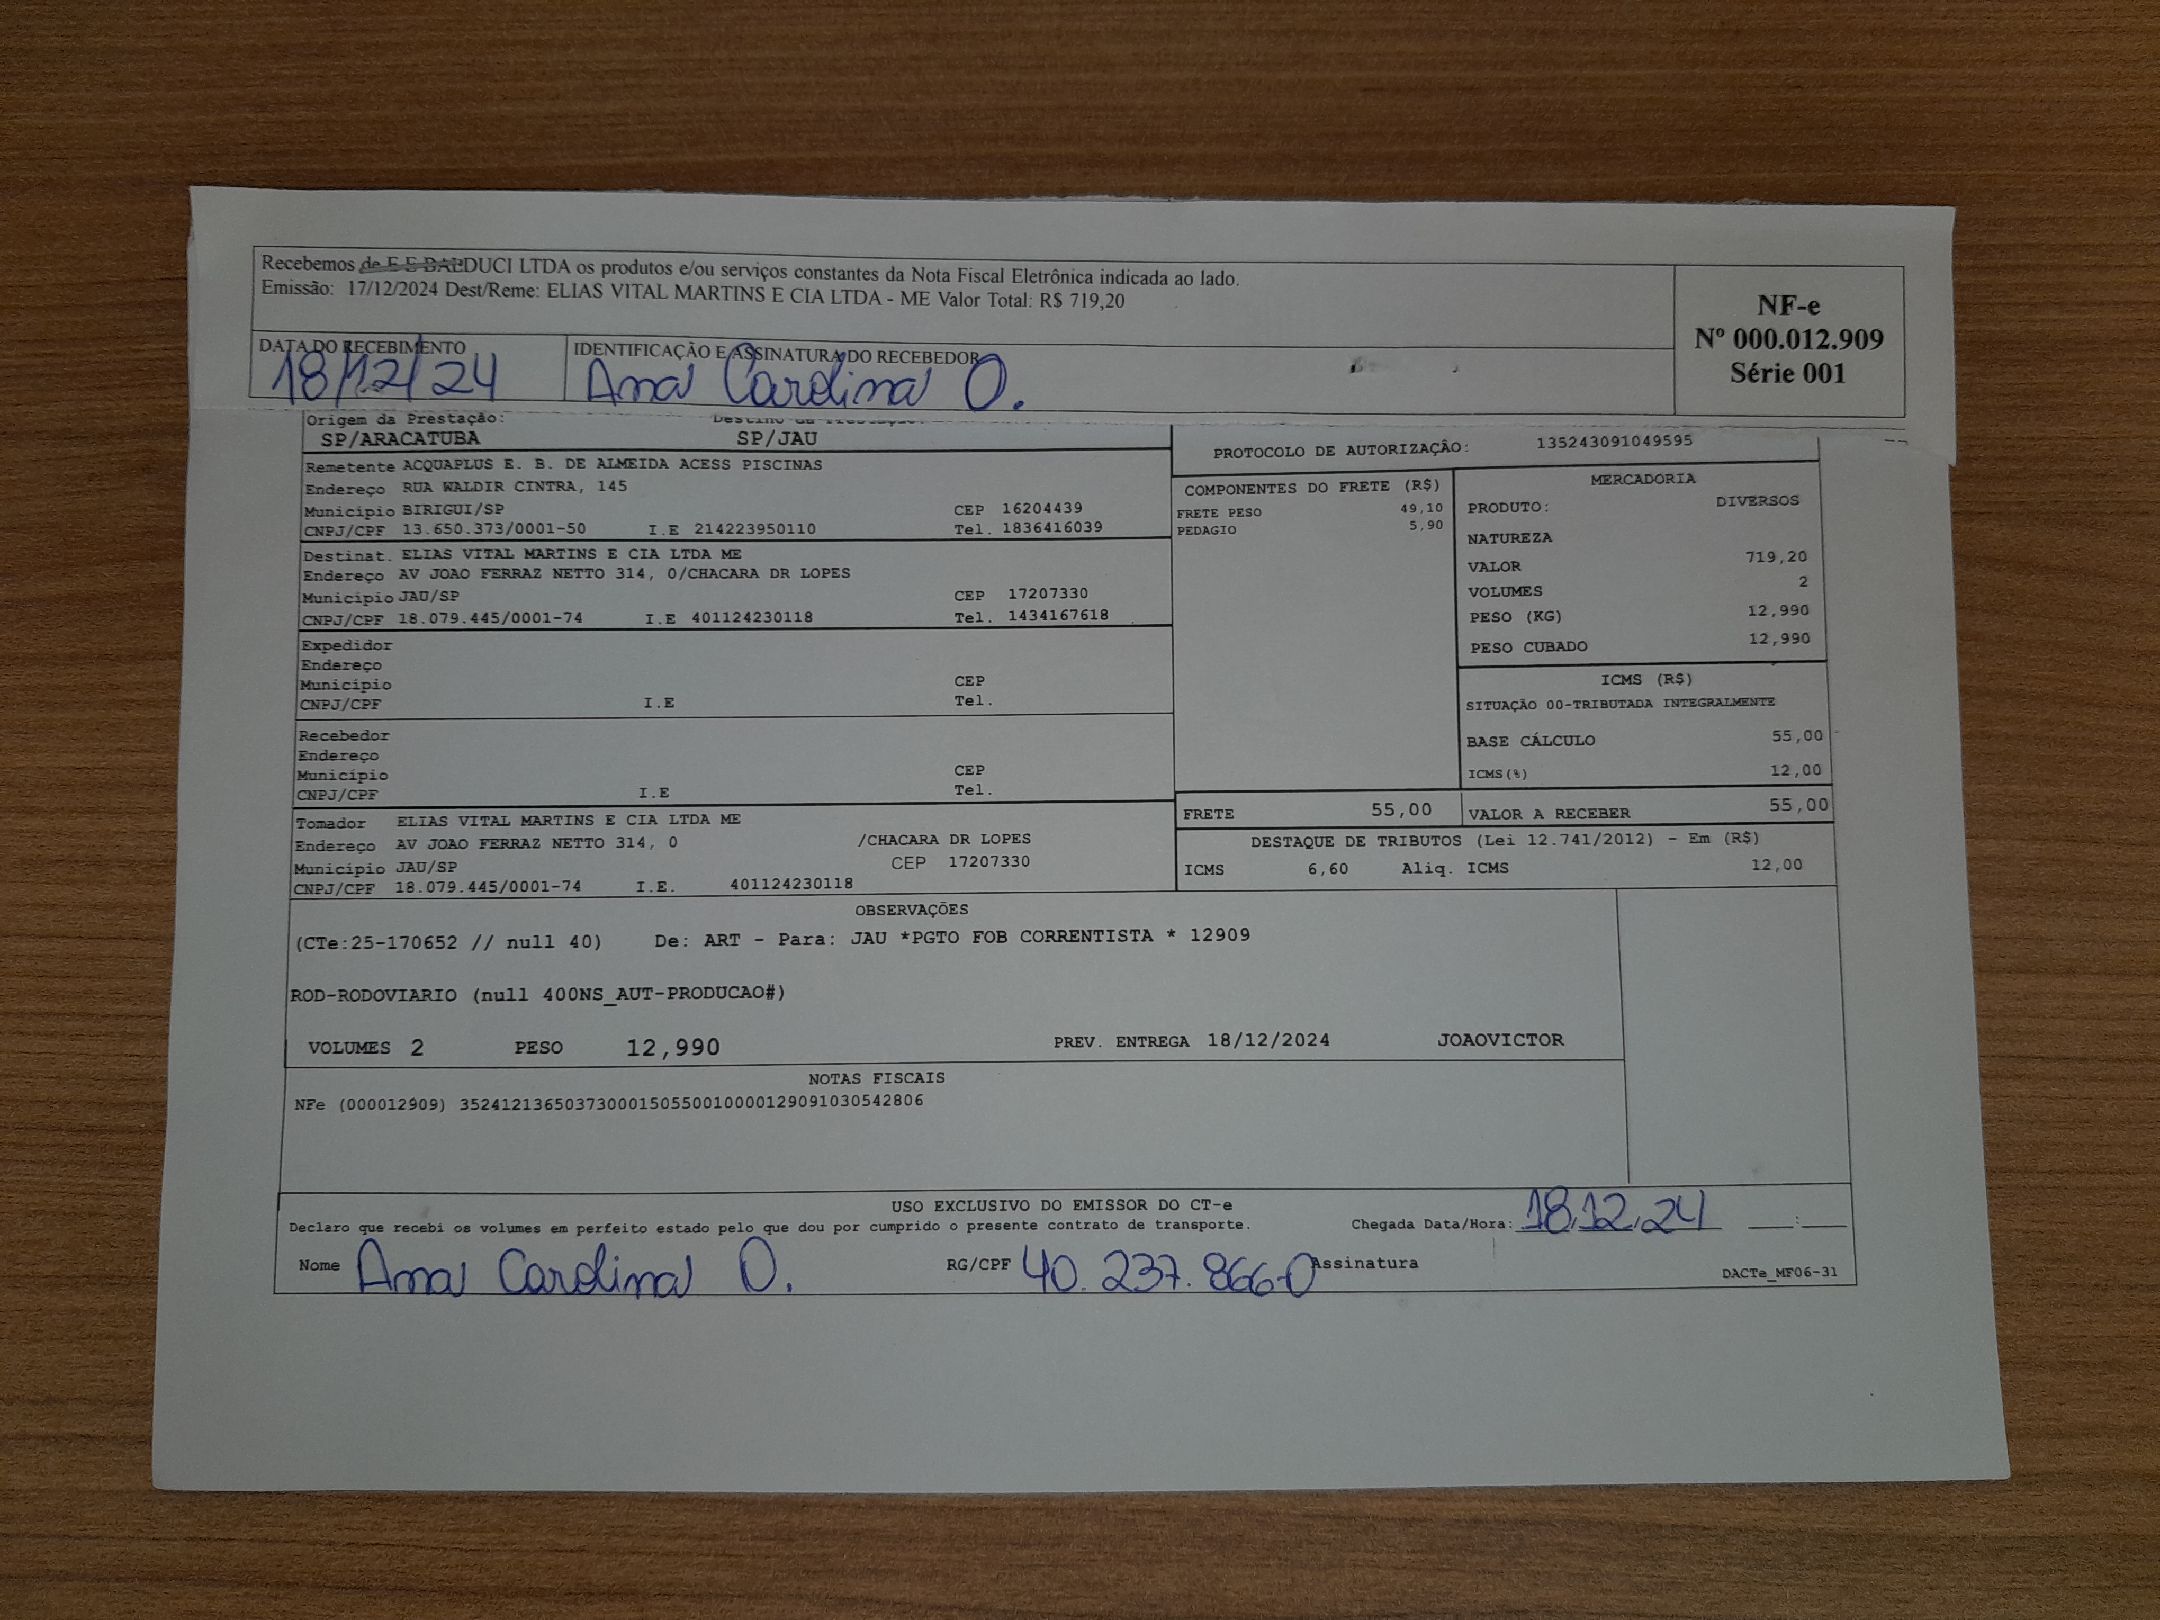 Recebemos de E E BALDUCI LTDA os produtos e/ou serviços constantes da Nota Fiscal Eletrônica indicada ao lado.
Emissão: 17/12/2024 Dest/Reme: ELIAS VITAL MARTINS E CIA LTDA - ME Valor Total: R$ 719,20
NF-e
Nº 000.012.909
Série 001
DATA DO RECEBIMENTO
18/12/24
IDENTIFICAÇÃO E ASSINATURA DO RECEBEDOR
Ana Carolina O.
Origem da Prestação:
SP/ARACATUBA SP/JAU
PROTOCOLO DE AUTORIZAÇÃO: 135243091049595
Remetente ACQUAPLUS E. B. DE ALMEIDA ACESS PISCINAS
Endereço RUA WALDIR CINTRA, 145
Município BIRIGUI/SP CEP 16204439
CNPJ/CPF 13.650.373/0001-50 I.E 214223950110 Tel. 1836416039
Destinat. ELIAS VITAL MARTINS E CIA LTDA ME
Endereço AV JOAO FERRAZ NETTO 314, 0/CHACARA DR LOPES
Município JAU/SP CEP 17207330
CNPJ/CPF 18.079.445/0001-74 I.E 401124230118 Tel. 1434167618
Expedidor
Endereço
Município CEP
CNPJ/CPF I.E Tel.
Recebedor
Endereço
Município CEP
CNPJ/CPF I.E Tel.
Tomador ELIAS VITAL MARTINS E CIA LTDA ME
Endereço AV JOAO FERRAZ NETTO 314, 0 /CHACARA DR LOPES
Município JAU/SP CEP 17207330
CNPJ/CPF 18.079.445/0001-74 I.E. 401124230118
COMPONENTES DO FRETE (R$)
FRETE PESO 49,10
PEDAGIO 5,90
MERCADORIA
PRODUTO: DIVERSOS
NATUREZA
VALOR 719,20
VOLUMES 2
PESO (KG) 12,990
PESO CUBADO 12,990
ICMS (R$)
SITUAÇÃO 00-TRIBUTADA INTEGRALMENTE
BASE CÁLCULO 55,00
ICMS(%) 12,00
FRETE 55,00 VALOR A RECEBER 55,00
DESTAQUE DE TRIBUTOS (Lei 12.741/2012) - Em (R$)
ICMS 6,60 Aliq. ICMS 12,00
OBSERVAÇÕES
(CTe:25-170652 // null 40) De: ART - Para: JAU *PGTO FOB CORRENTISTA * 12909
ROD-RODOVIARIO (null 400NS_AUT-PRODUCAO#)
VOLUMES 2 PESO 12,990 PREV. ENTREGA 18/12/2024 JOAOVICTOR
NOTAS FISCAIS
NFe (000012909) 35241213650373000150550010000129091030542806
USO EXCLUSIVO DO EMISSOR DO CT-e
Declaro que recebi os volumes em perfeito estado pelo que dou por cumprido o presente contrato de transporte. Chegada Data/Hora: 18.12.24 ____:____
Nome Ana Carolina O. RG/CPF 40.237.866-0 Assinatura
DACTe_MF06-31